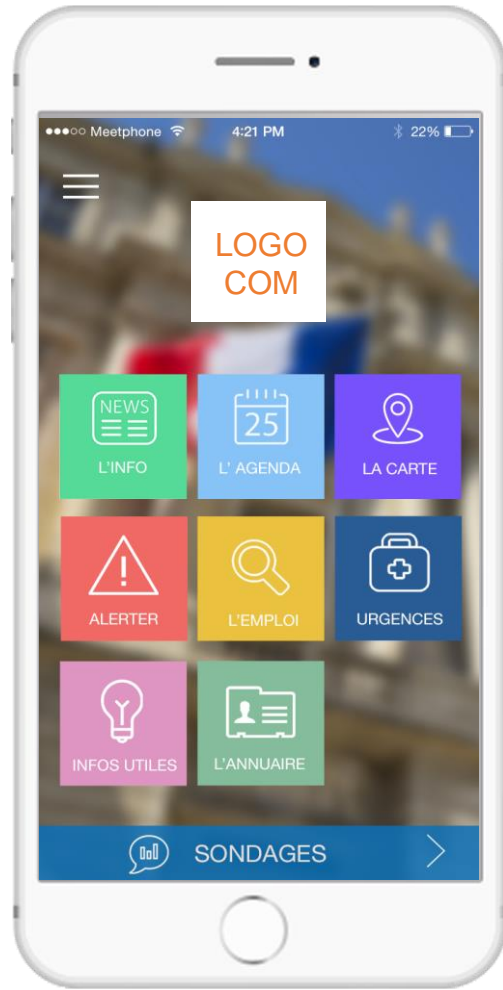 Meetphone 4:21 PM 22%
LOGO
COM
NEWS
25
L'INFO
L' AGENDA
LA CARTE
ALERTER
L'EMPLOI
URGENCES
INFOS UTILES
L'ANNUAIRE
SONDAGES